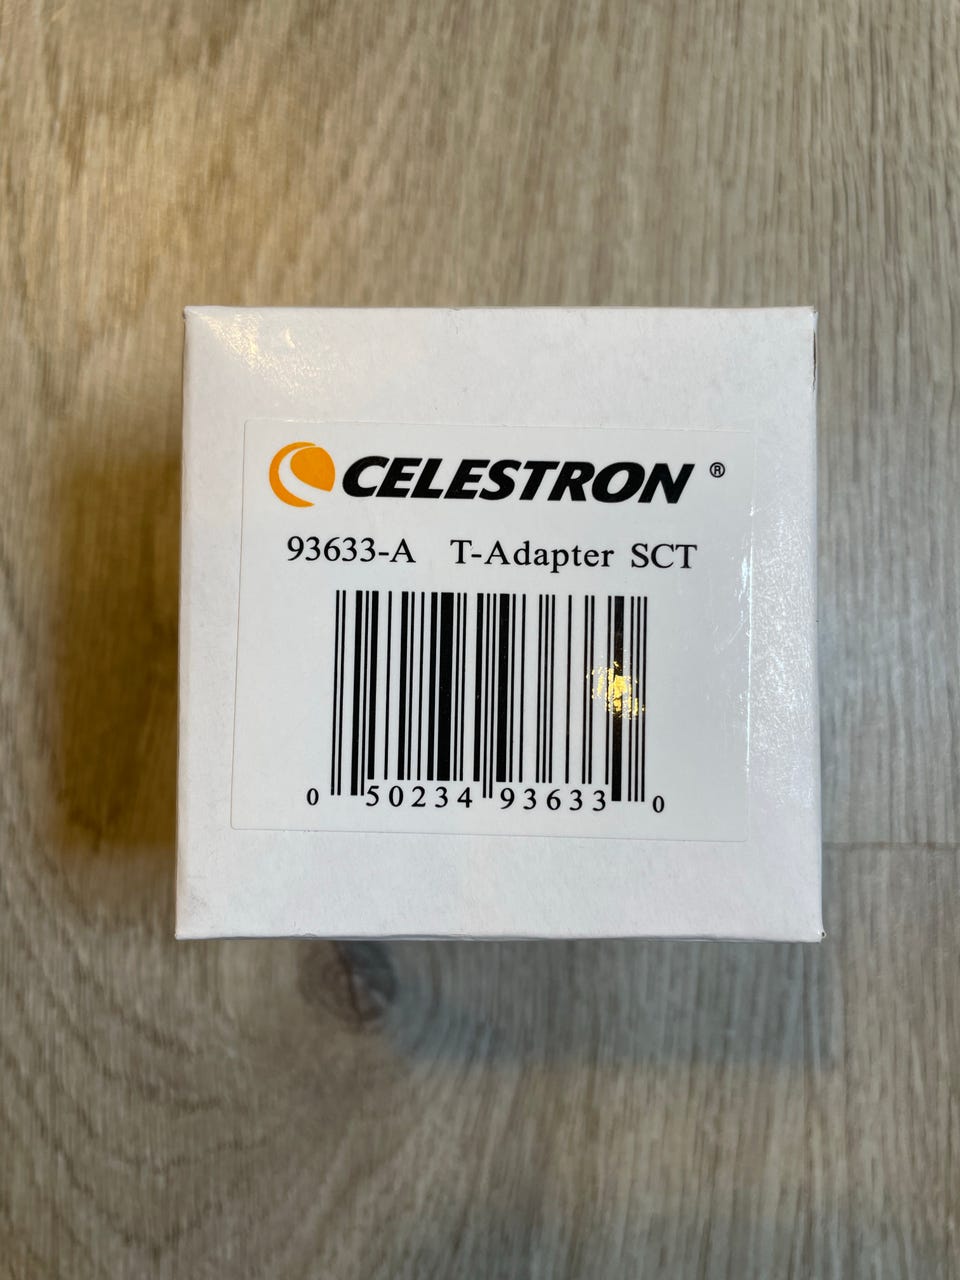 CELESTRON ®
93633-A T-Adapter SCT
0 50234 93633 0